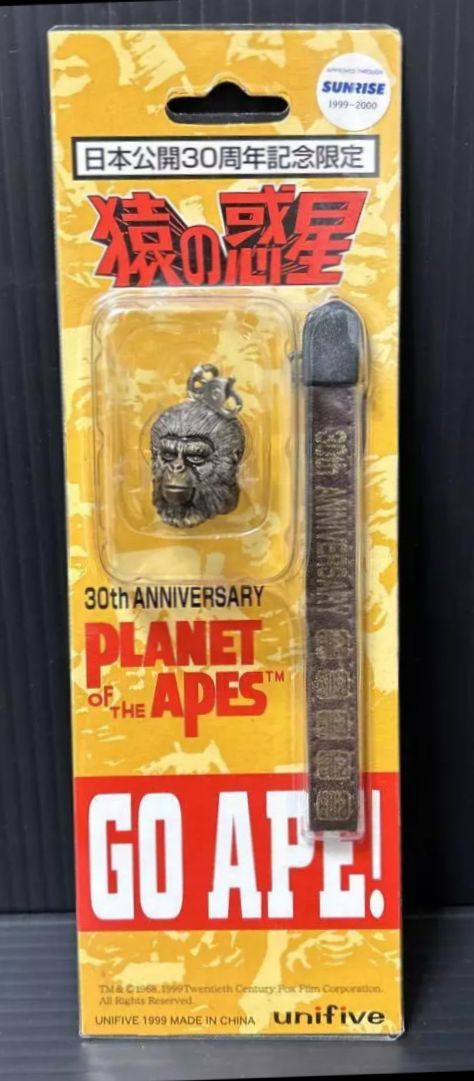 APPROVED THROUGH
SUNRISE
1999-2000
日本公開30周年記念限定
猿の惑星
30th ANNIVERSARY
30th ANNIVERSARY
PLANET
OF THE APES™
GO APE!
TM & ©1968, 1999 Twentieth Century Fox Film Corporation.
All Rights Reserved.
UNIFIVE 1999 MADE IN CHINA
unifive